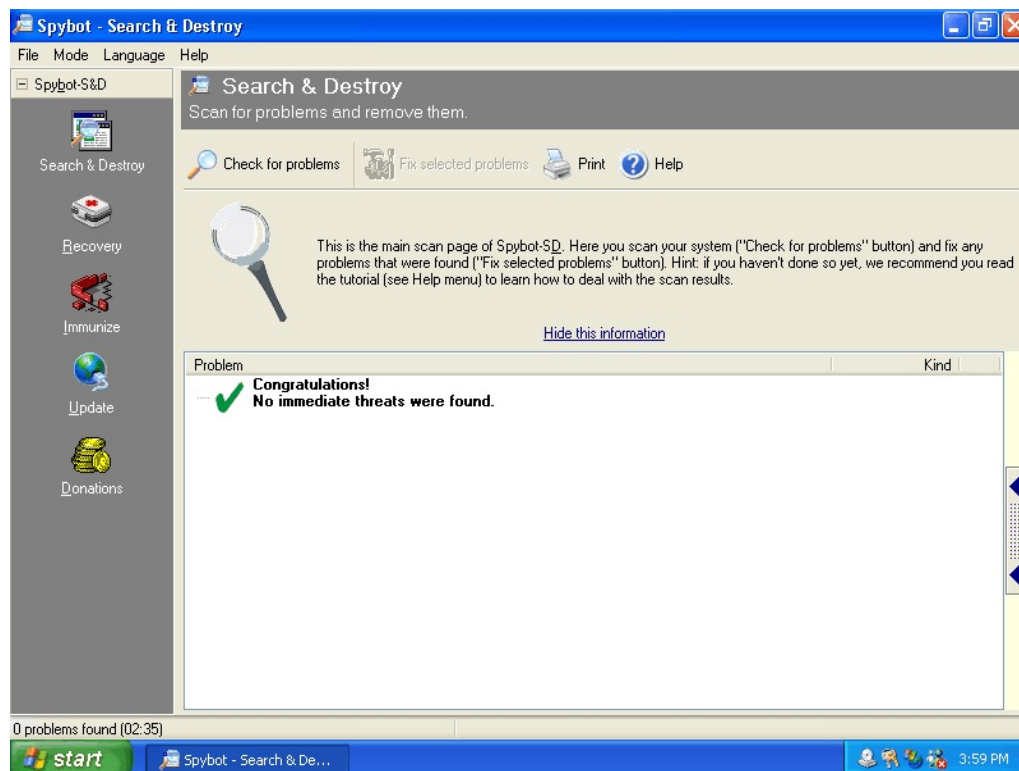 Spybot - Search & Destroy
File Mode Language Help
Spybot-S&D
Search & Destroy
Scan for problems and remove them.
Search & Destroy
Check for problems
Fix selected problems
Print
Help
Recovery
This is the main scan page of Spybot-SD. Here you scan your system ("Check for problems" button) and fix any
problems that were found ("Fix selected problems" button). Hint: if you haven't done so yet, we recommend you read
the tutorial (see Help menu) to learn how to deal with the scan results.
Immunize
Hide this information
Problem
Kind
Congratulations!
No immediate threats were found.
Update
Donations
0 problems found (02:35)
start
Spybot - Search & De...
3:59 PM